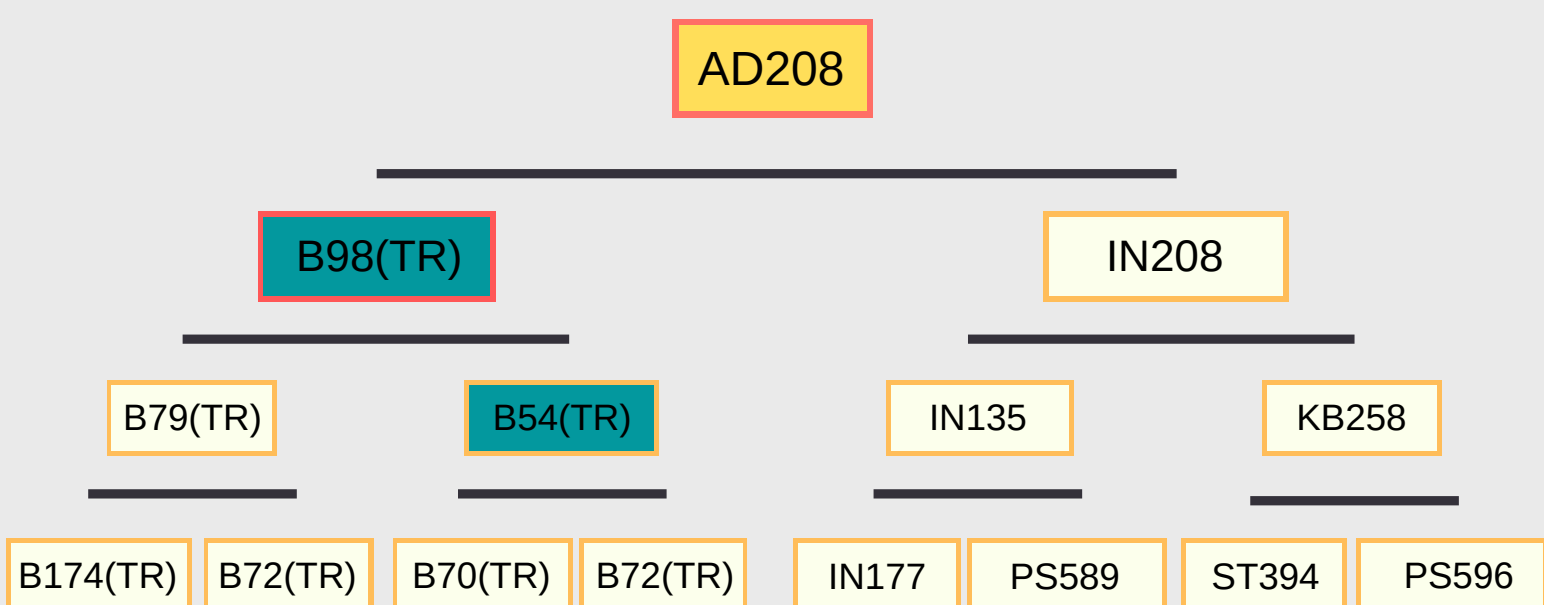 AD208
B98(TR)
IN208
B79(TR)
B54(TR)
IN135
KB258
B174(TR)
B72(TR)
B70(TR)
B72(TR)
IN177
PS589
ST394
PS596